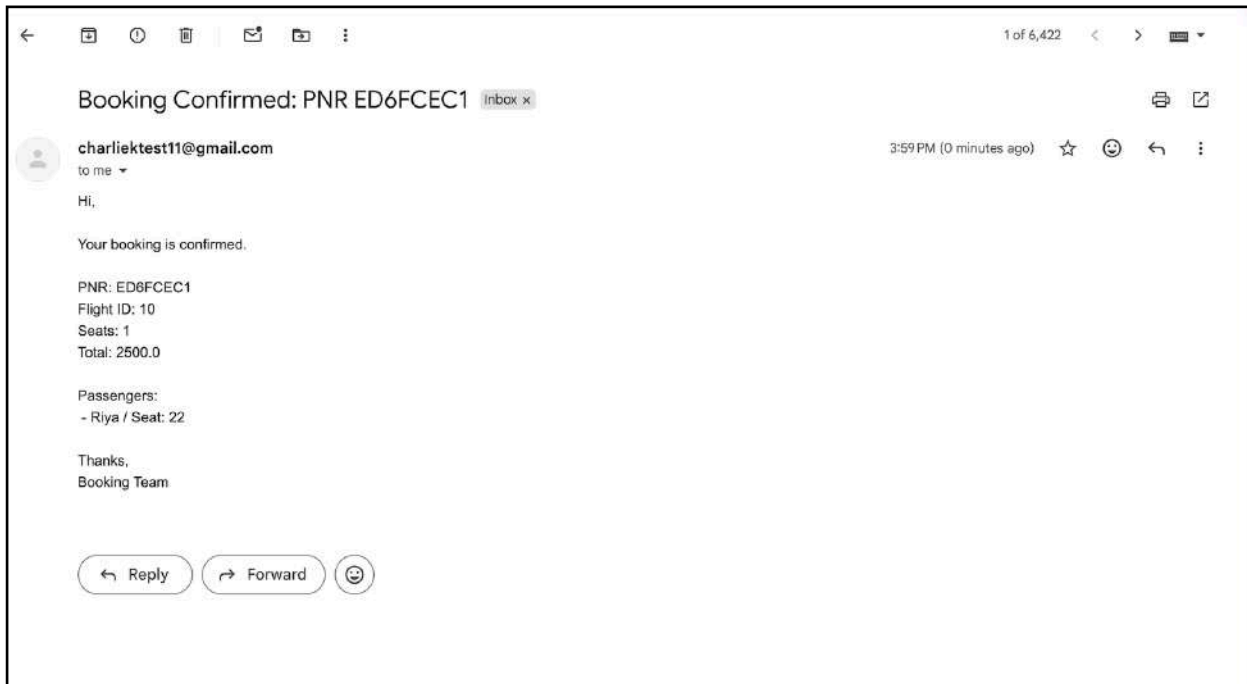 1 of 6,422
Booking Confirmed: PNR ED6FCEC1 Inbox x
charliektest11@gmail.com 3:59 PM (0 minutes ago)
to me
Hi,
Your booking is confirmed.
PNR: ED6FCEC1
Flight ID: 10
Seats: 1
Total: 2500.0
Passengers:
- Riya / Seat: 22
Thanks,
Booking Team
Reply Forward